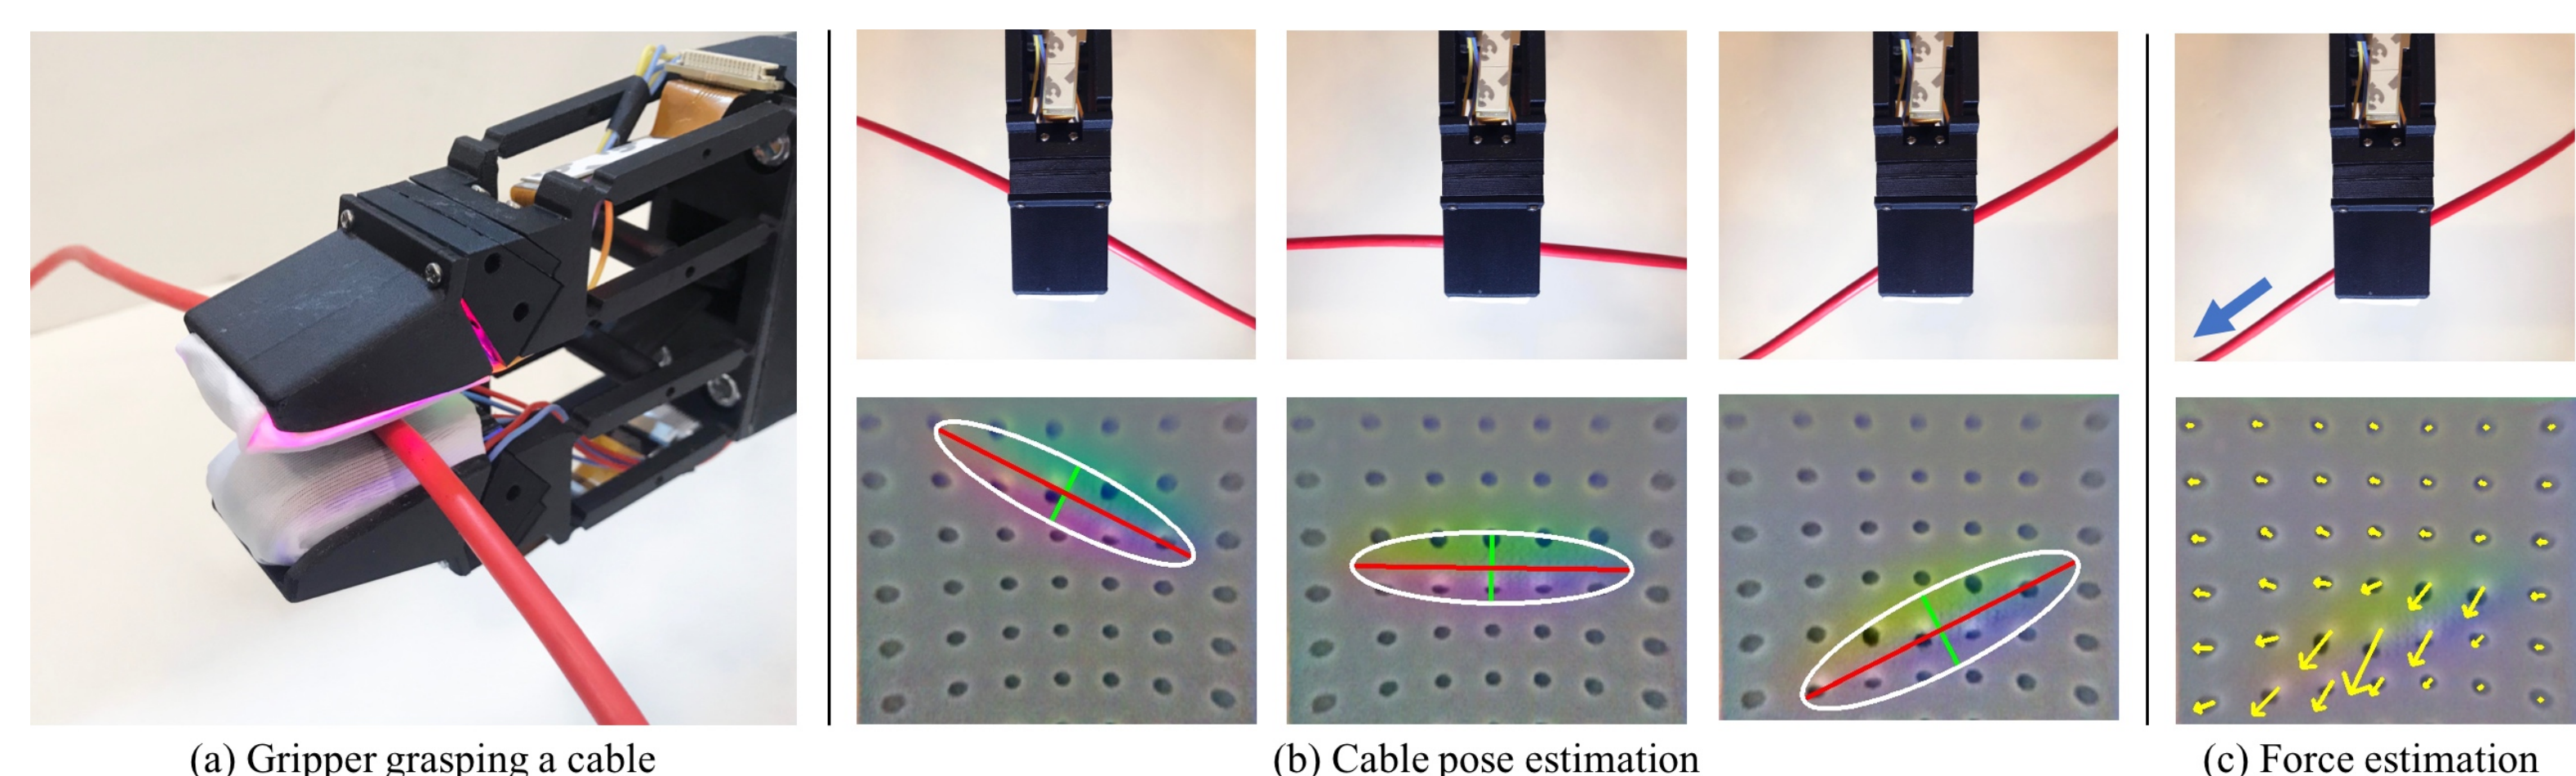 (a) Gripper grasping a cable
(b) Cable pose estimation
(c) Force estimation